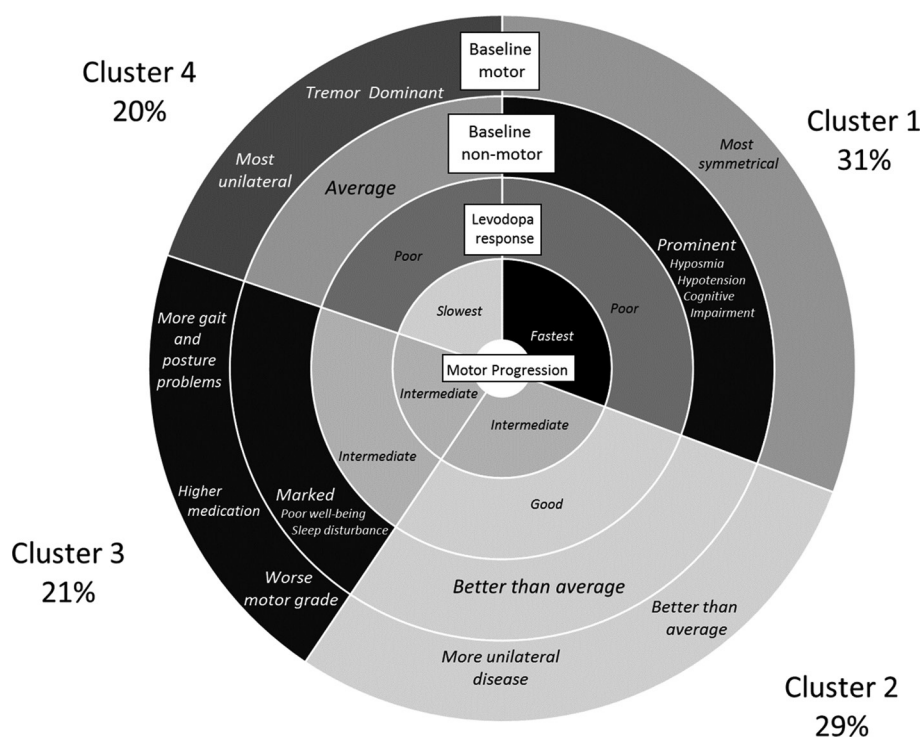 Cluster 4
20%
Tremor Dominant
Most
unilateral
Average
Poor
Slowest
Baseline
motor
Baseline
non-motor
Levodopa
response
Motor Progression
Cluster 1
31%
Most
symmetrical
Prominent
Hyposmia
Hypotension
Cognitive
Impairment
Poor
Fastest
More gait
and
posture
problems
Higher
medication
Worse
motor grade
Marked
Poor well-being
Sleep disturbance
Intermediate
Intermediate
Cluster 3
21%
Intermediate
Good
Better than average
Better than
average
More unilateral
disease
Cluster 2
29%